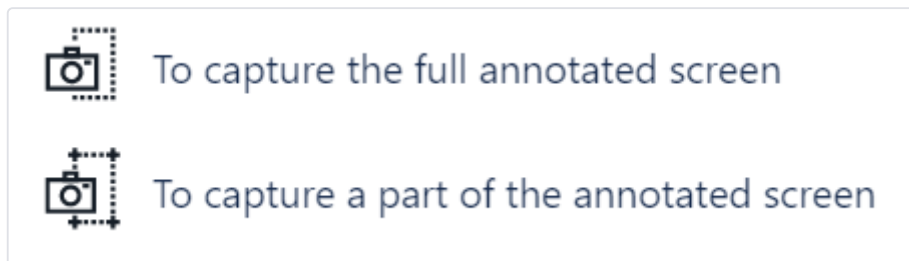 To capture the full annotated screen
To capture a part of the annotated screen